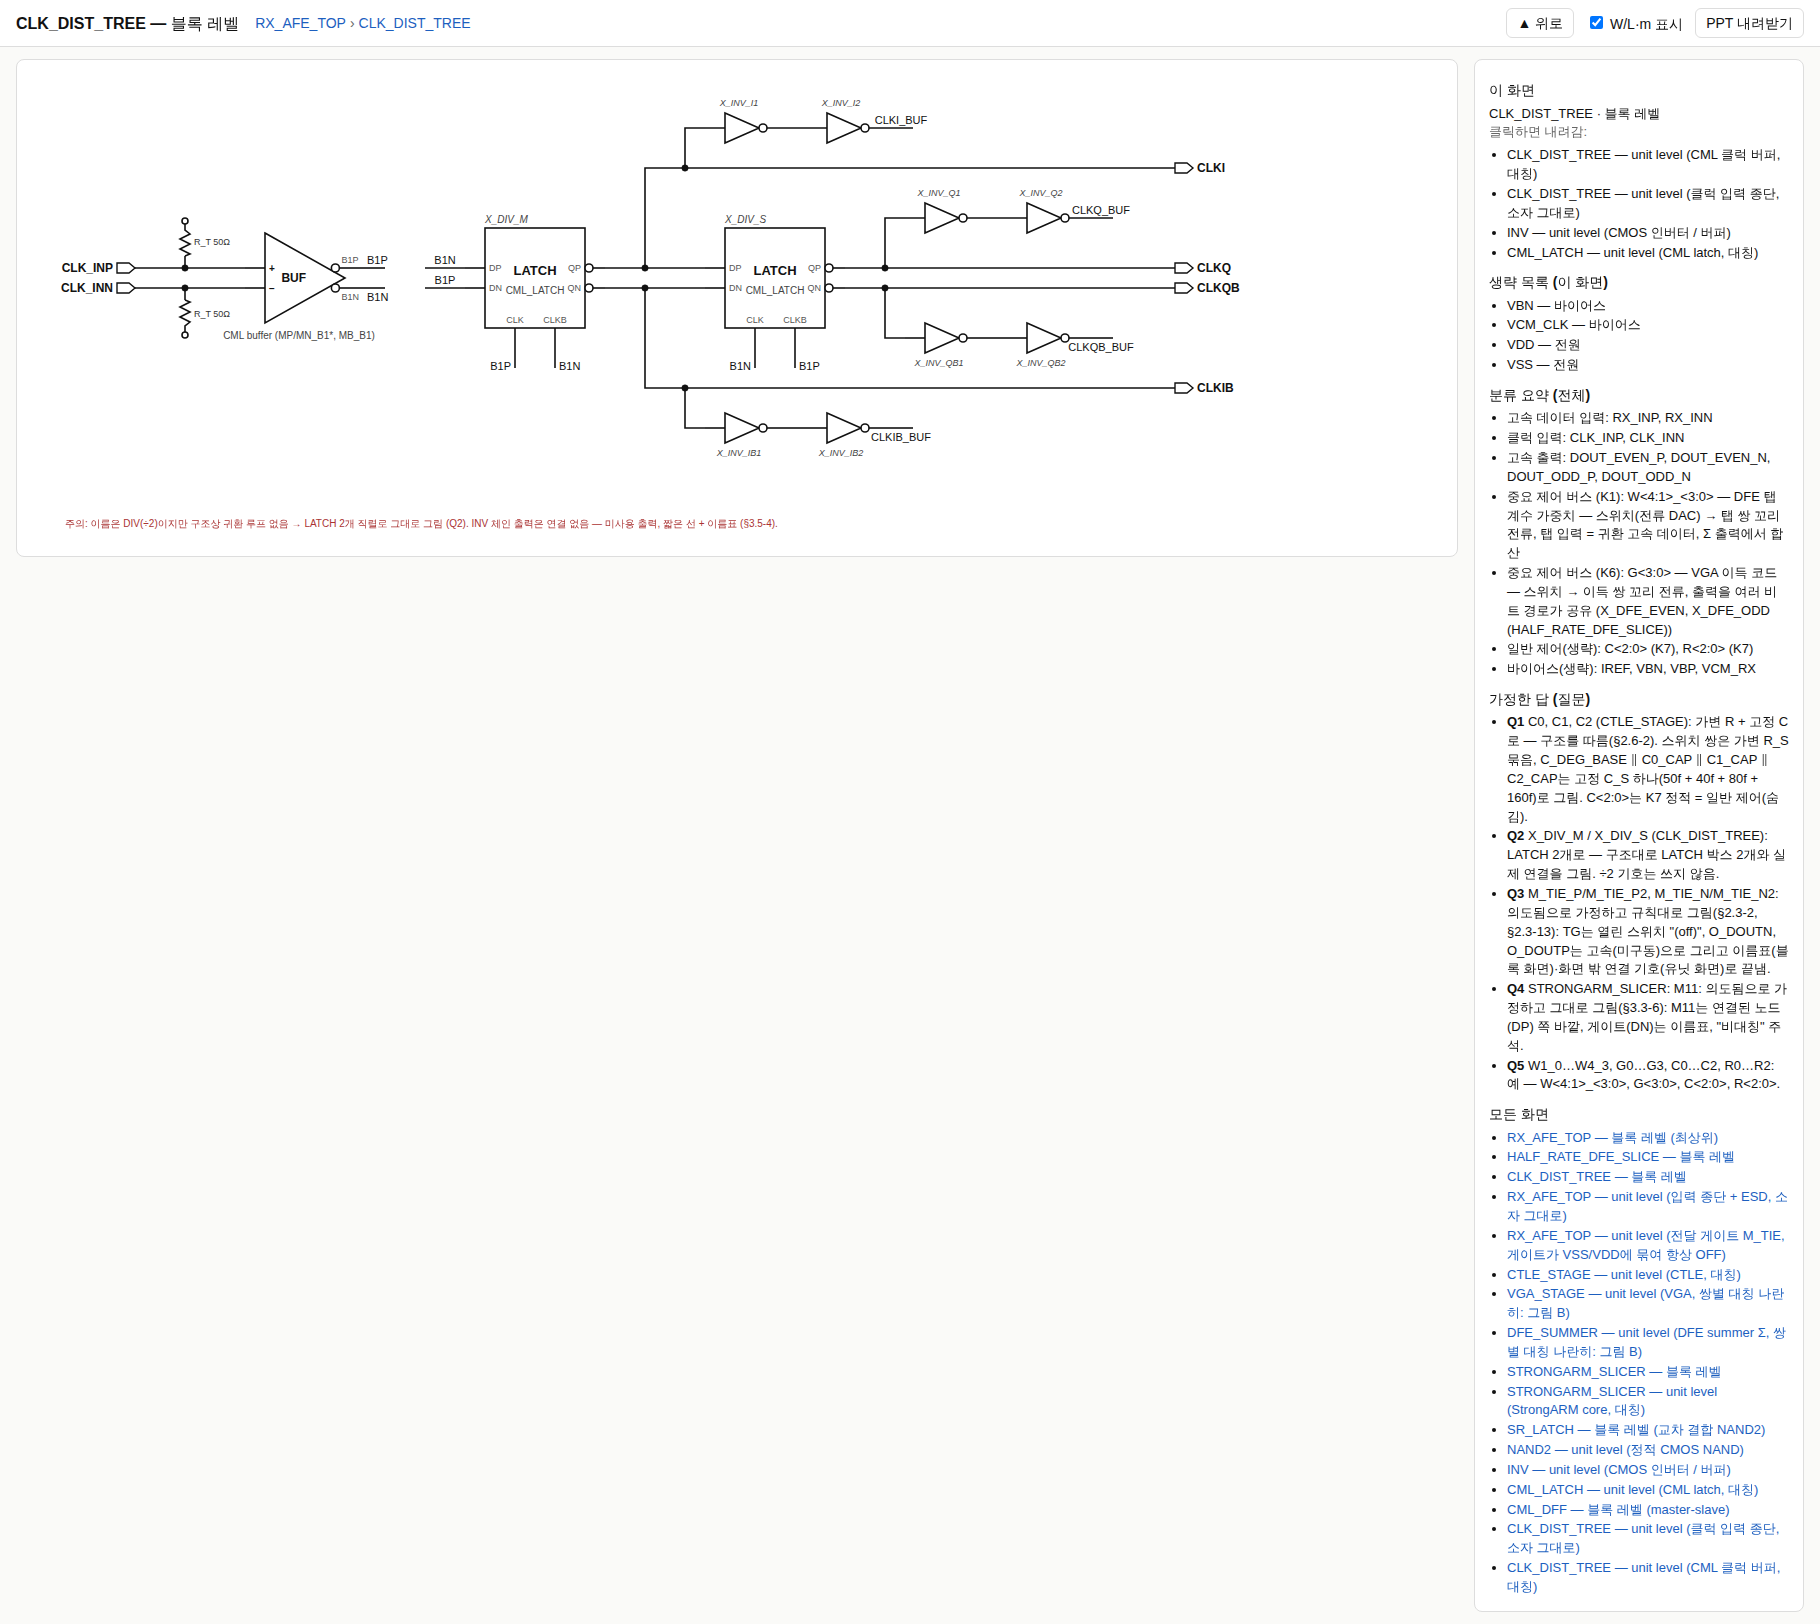 CLK_DIST_TREE — 블록 레벨
RX_AFE_TOP › CLK_DIST_TREE
▲ 위로
W/L·m 표시
PPT 내려받기
X_INV_I1
X_INV_I2
CLKI_BUF
CLKI
X_INV_Q1
X_INV_Q2
CLKQ_BUF
X_DIV_M
X_DIV_S
R_T 50Ω
CLK_INP
CLK_INN
+
−
BUF
B1P
B1P
B1N
B1N
R_T 50Ω
CML buffer (MP/MN_B1*, MB_B1)
B1N
B1P
DP
DN
LATCH
CML_LATCH
QP
QN
CLK
CLKB
B1P
B1N
DP
DN
LATCH
CML_LATCH
QP
QN
CLK
CLKB
B1N
B1P
CLKQ
CLKQB
CLKQB_BUF
X_INV_QB1
X_INV_QB2
CLKIB
CLKIB_BUF
X_INV_IB1
X_INV_IB2
주의: 이름은 DIV(÷2)이지만 구조상 귀환 루프 없음 → LATCH 2개 직렬로 그대로 그림 (Q2). INV 체인 출력은 연결 없음 — 미사용 출력, 짧은 선 + 이름표 (§3.5-4).
이 화면
CLK_DIST_TREE · 블록 레벨
클릭하면 내려감:
• CLK_DIST_TREE — unit level (CML 클럭 버퍼,
대칭)
• CLK_DIST_TREE — unit level (클럭 입력 종단,
소자 그대로)
• INV — unit level (CMOS 인버터 / 버퍼)
• CML_LATCH — unit level (CML latch, 대칭)
생략 목록 (이 화면)
• VBN — 바이어스
• VCM_CLK — 바이어스
• VDD — 전원
• VSS — 전원
분류 요약 (전체)
• 고속 데이터 입력: RX_INP, RX_INN
• 클럭 입력: CLK_INP, CLK_INN
• 고속 출력: DOUT_EVEN_P, DOUT_EVEN_N,
DOUT_ODD_P, DOUT_ODD_N
• 중요 제어 버스 (K1): W<4:1>_<3:0> — DFE 탭
계수 가중치 — 스위치(전류 DAC) → 탭 쌍 꼬리
전류, 탭 입력 = 귀환 고속 데이터, Σ 출력에서 합
산
• 중요 제어 버스 (K6): G<3:0> — VGA 이득 코드
— 스위치 → 이득 쌍 꼬리 전류, 출력을 여러 비
트 경로가 공유 (X_DFE_EVEN, X_DFE_ODD
(HALF_RATE_DFE_SLICE))
• 일반 제어(생략): C<2:0> (K7), R<2:0> (K7)
• 바이어스(생략): IREF, VBN, VBP, VCM_RX
가정한 답 (질문)
• Q1 C0, C1, C2 (CTLE_STAGE): 가변 R + 고정 C
로 — 구조를 따름(§2.6-2). 스위치 쌍은 가변 R_S
묶음, C_DEG_BASE ∥ C0_CAP ∥ C1_CAP ∥
C2_CAP는 고정 C_S 하나(50f + 40f + 80f +
160f)로 그림. C<2:0>는 K7 정적 = 일반 제어(숨
김).
• Q2 X_DIV_M / X_DIV_S (CLK_DIST_TREE):
LATCH 2개로 — 구조대로 LATCH 박스 2개와 실
제 연결을 그림. ÷2 기호는 쓰지 않음.
• Q3 M_TIE_P/M_TIE_P2, M_TIE_N/M_TIE_N2:
의도됨으로 가정하고 규칙대로 그림(§2.3-2,
§2.3-13): TG는 열린 스위치 "(off)", O_DOUTN,
O_DOUTP는 고속(미구동)으로 그리고 이름표(블
록 화면)·화면 밖 연결 기호(유닛 화면)로 끝냄.
• Q4 STRONGARM_SLICER: M11: 의도됨으로 가
정하고 그대로 그림(§3.3-6): M11는 연결된 노드
(DP) 쪽 바깥, 게이트(DN)는 이름표, "비대칭" 주
석.
• Q5 W1_0…W4_3, G0…G3, C0…C2, R0…R2:
예 — W<4:1>_<3:0>, G<3:0>, C<2:0>, R<2:0>.
모든 화면
• RX_AFE_TOP — 블록 레벨 (최상위)
• HALF_RATE_DFE_SLICE — 블록 레벨
• CLK_DIST_TREE — 블록 레벨
• RX_AFE_TOP — unit level (입력 종단 + ESD, 소
자 그대로)
• RX_AFE_TOP — unit level (전달 게이트 M_TIE,
게이트가 VSS/VDD에 묶여 항상 OFF)
• CTLE_STAGE — unit level (CTLE, 대칭)
• VGA_STAGE — unit level (VGA, 쌍별 대칭 나란
히: 그림 B)
• DFE_SUMMER — unit level (DFE summer Σ, 쌍
별 대칭 나란히: 그림 B)
• STRONGARM_SLICER — 블록 레벨
• STRONGARM_SLICER — unit level
(StrongARM core, 대칭)
• SR_LATCH — 블록 레벨 (교차 결합 NAND2)
• NAND2 — unit level (정적 CMOS NAND)
• INV — unit level (CMOS 인버터 / 버퍼)
• CML_LATCH — unit level (CML latch, 대칭)
• CML_DFF — 블록 레벨 (master-slave)
• CLK_DIST_TREE — unit level (클럭 입력 종단,
소자 그대로)
• CLK_DIST_TREE — unit level (CML 클럭 버퍼,
대칭)